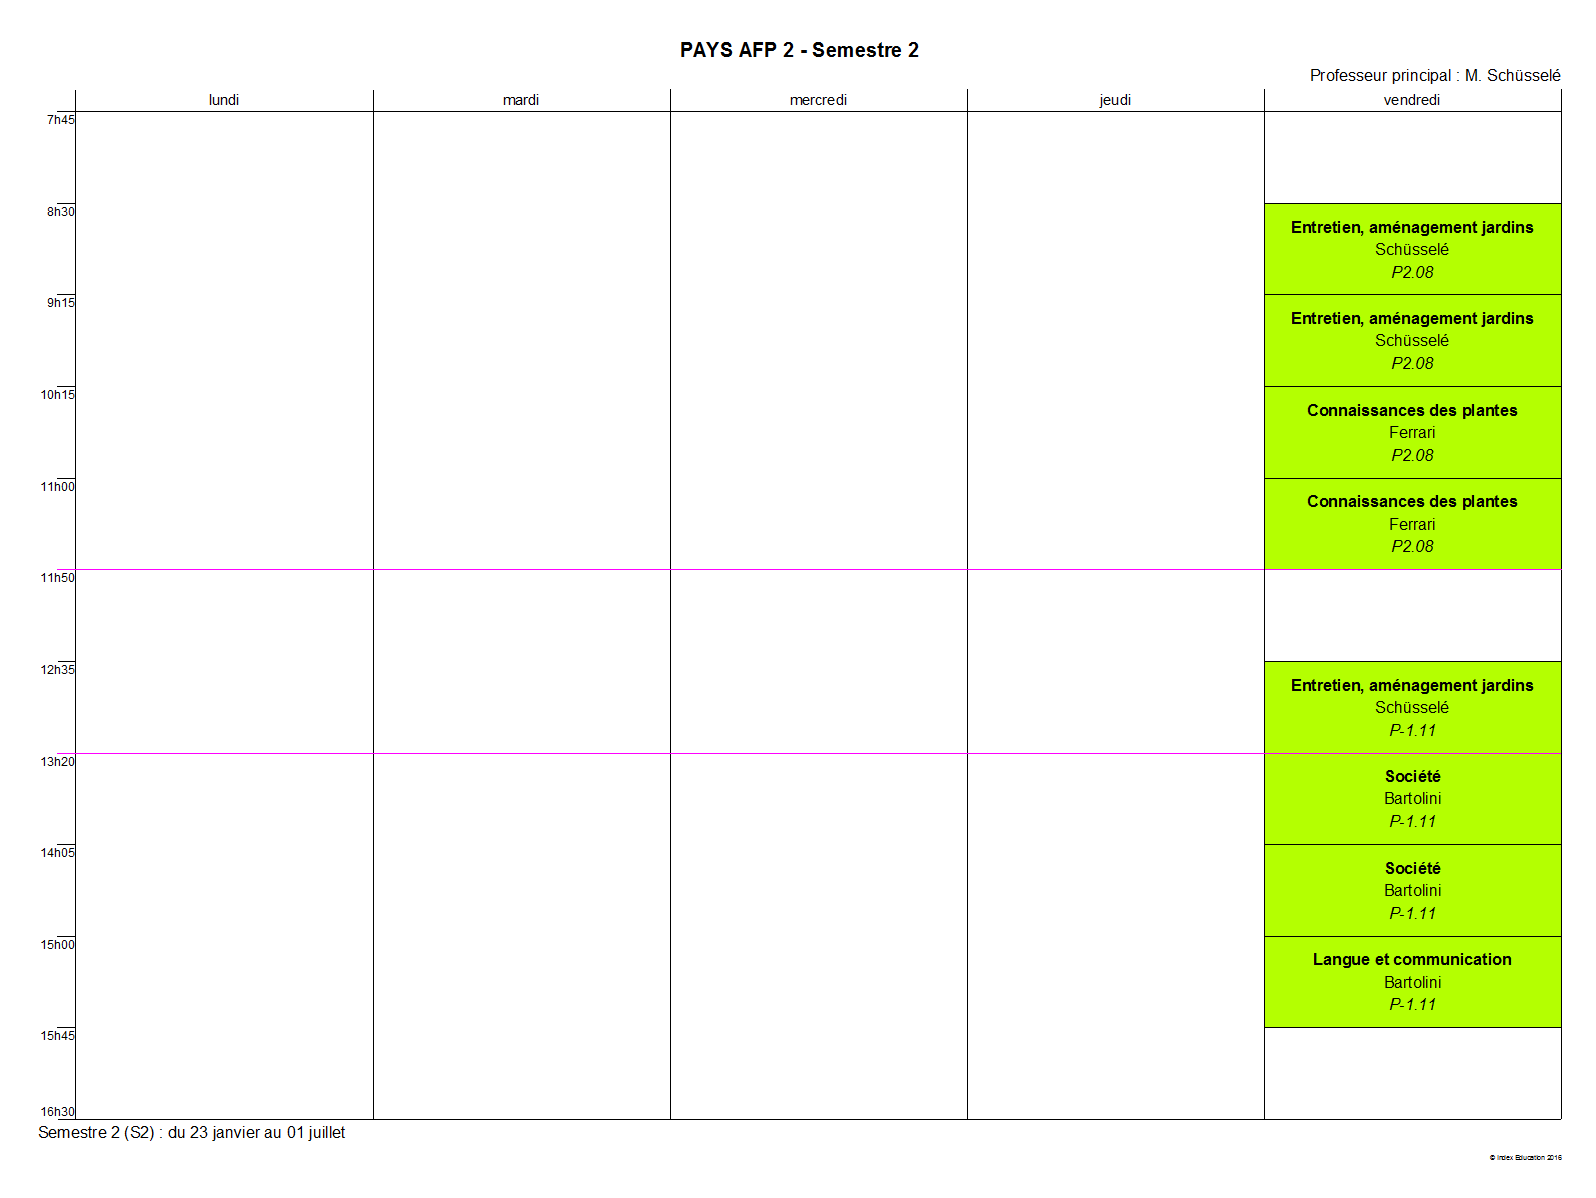 PAYS AFP 2 - Semestre 2
Professeur principal : M. Schüsselé
lundi mardi mercredi jeudi vendredi
7h45
8h30
Entretien, aménagement jardins
Schüsselé
P2.08
9h15
Entretien, aménagement jardins
Schüsselé
P2.08
10h15
Connaissances des plantes
Ferrari
P2.08
11h00
Connaissances des plantes
Ferrari
P2.08
11h50
12h35
Entretien, aménagement jardins
Schüsselé
P-1.11
13h20
Société
Bartolini
P-1.11
14h05
Société
Bartolini
P-1.11
15h00
Langue et communication
Bartolini
P-1.11
15h45
16h30
Semestre 2 (S2) : du 23 janvier au 01 juillet
© Index Education 2016